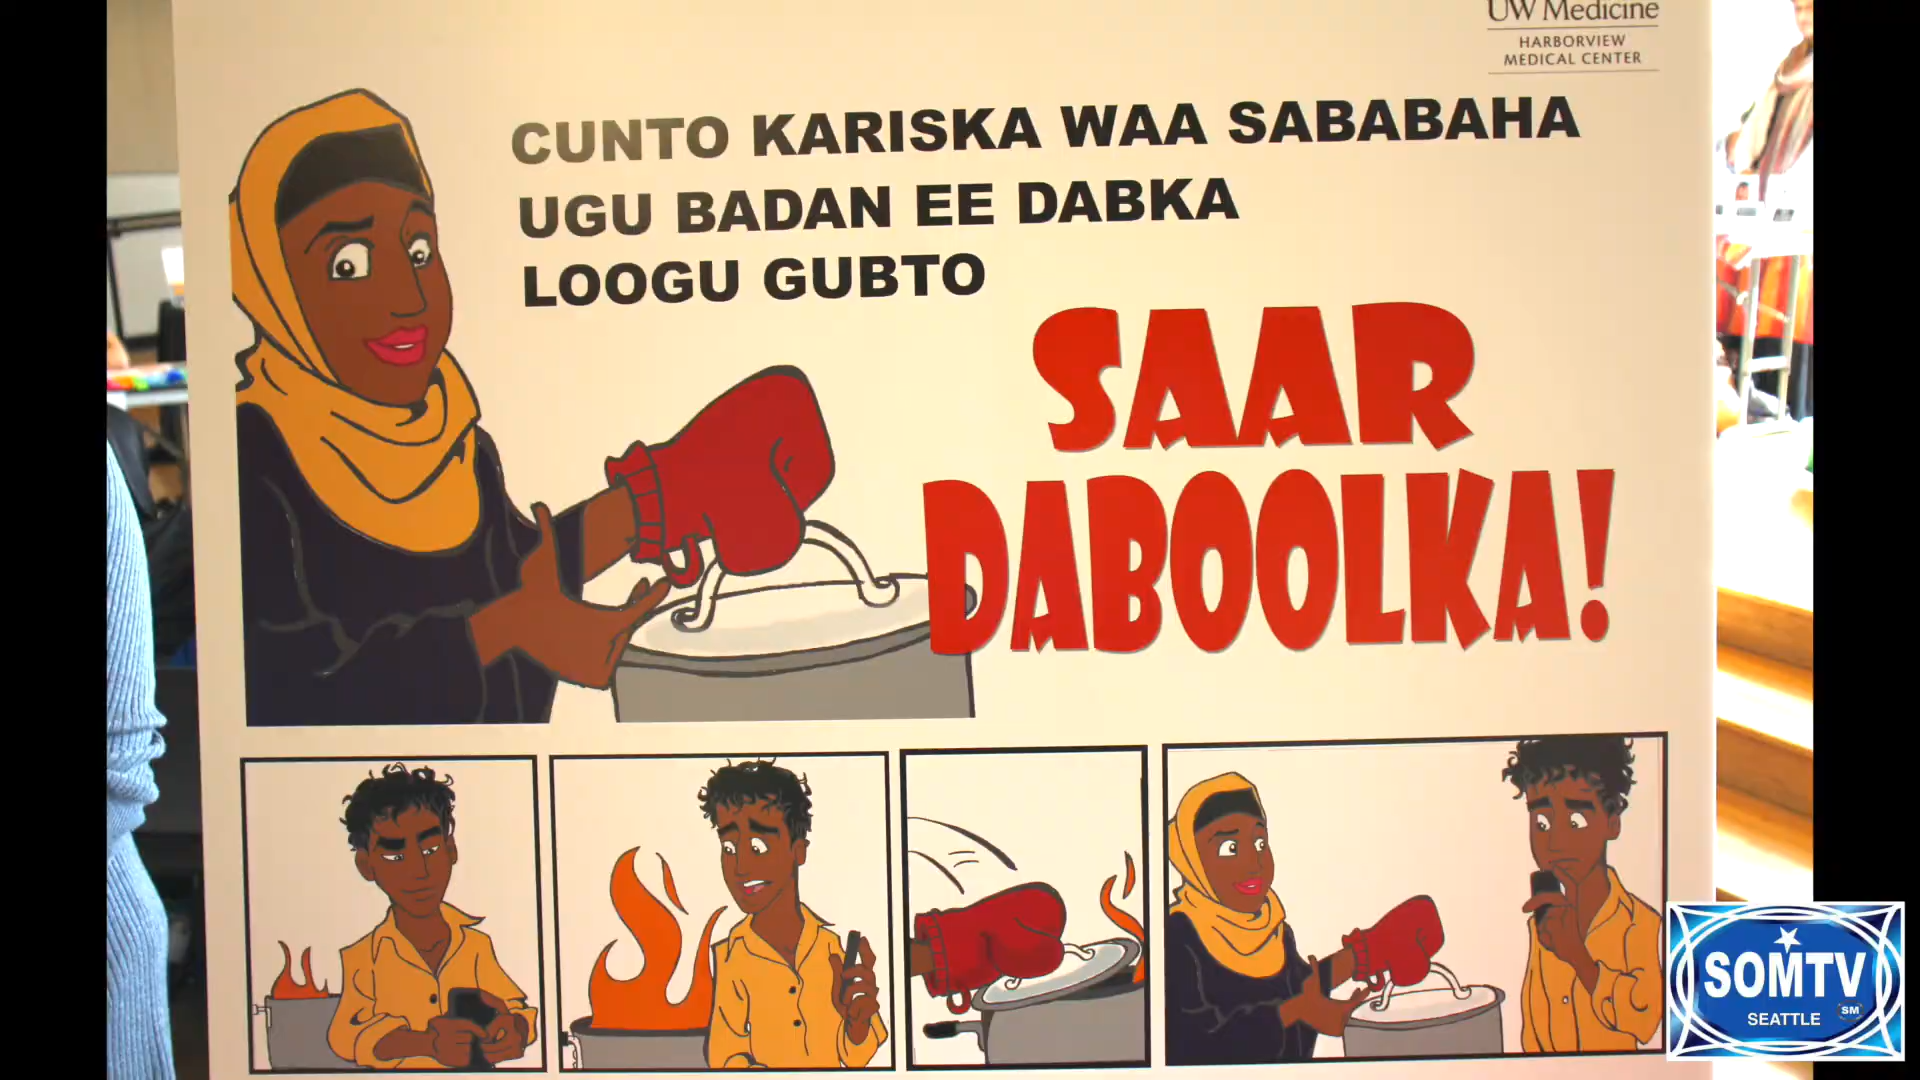 UW Medicine
HARBORVIEW
MEDICAL CENTER
CUNTO KARISKA WAA SABABAHA
UGU BADAN EE DABKA
LOOGU GUBTO
SAAR
DABOOLKA!
SOMTV
SEATTLE
SM